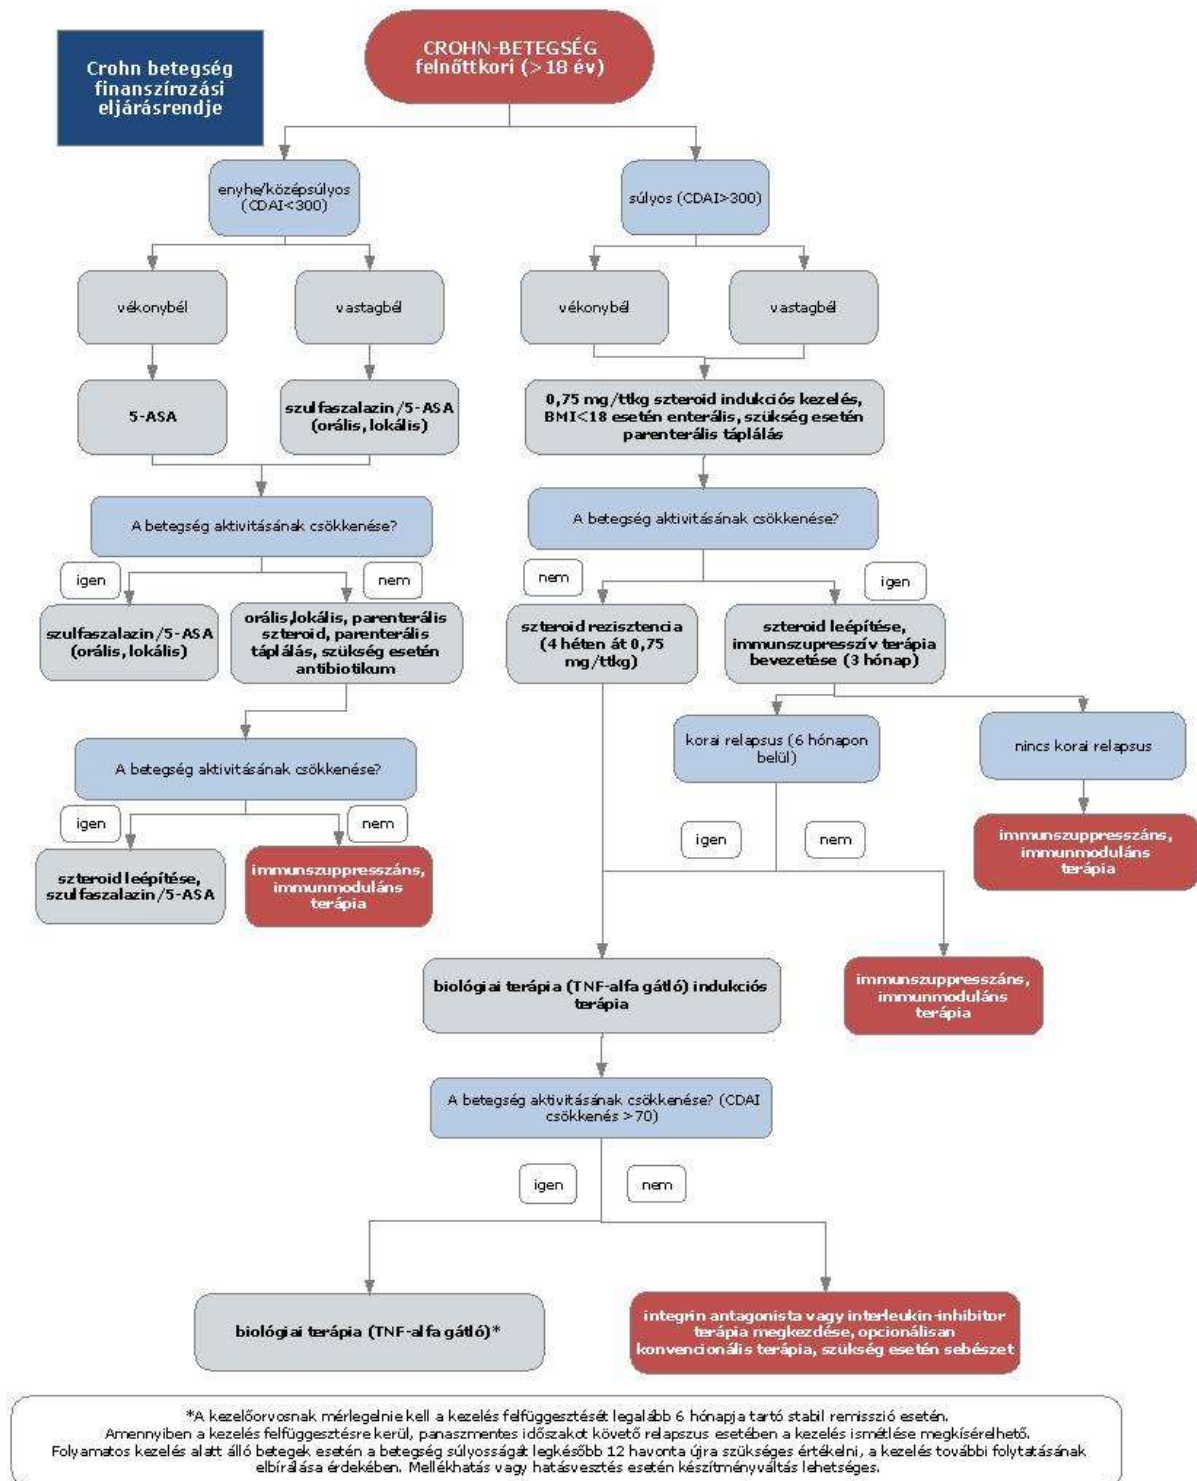 Crohn betegség
finanszírozási
eljárásrendje
CROHN-BETEGSÉG
felnőttkori (>18 év)
enyhe/középsúlyos
(CDAI<300)
súlyos (CDAI>300)
vékonybél
vastagbél
vékonybél
vastagbél
5-ASA
szulfaszalazin/5-ASA
(orális, lokális)
0,75 mg/ttkg szteroid indukciós kezelés,
BMI<18 esetén enterális, szükség esetén
parenterális táplálás
A betegség aktivitásának csökkenése?
A betegség aktivitásának csökkenése?
igen
nem
nem
igen
szulfaszalazin/5-ASA
(orális, lokális)
orális,lokális, parenterális
szteroid, parenterális
táplálás, szükség esetén
antibiotikum
szteroid rezisztencia
(4 héten át 0,75
mg/ttkg)
szteroid leépítése,
immunszupresszív terápia
bevezetése (3 hónap)
A betegség aktivitásának csökkenése?
korai relapsus (6 hónapon
belül)
nincs korai relapsus
igen
nem
igen
nem
szteroid leépítése,
szulfaszalazin/5-ASA
immunszuppresszáns,
immunmoduláns
terápia
immunszuppresszáns,
immunmoduláns
terápia
biológiai terápia (TNF-alfa gátló) indukciós
terápia
immunszuppresszáns,
immunmoduláns
terápia
A betegség aktivitásának csökkenése? (CDAI
csökkenés >70)
igen
nem
biológiai terápia (TNF-alfa gátló)*
integrin antagonista vagy interleukin-inhibitor
terápia megkezdése, opcionálisan
konvencionális terápia, szükség esetén sebészet
*A kezelőorvosnak mérlegelnie kell a kezelés felfüggesztését legalább 6 hónapja tartó stabil remisszió esetén.
Amennyiben a kezelés felfüggesztésre kerül, panaszmentes időszakot követő relapszus esetében a kezelés ismétlése megkísérelhető.
Folyamatos kezelés alatt álló betegek esetén a betegség súlyosságát legkésőbb 12 havonta újra szükséges értékelni, a kezelés további folytatásának
elbírálása érdekében. Mellékhatás vagy hatásvesztés esetén készítményváltás lehetséges.